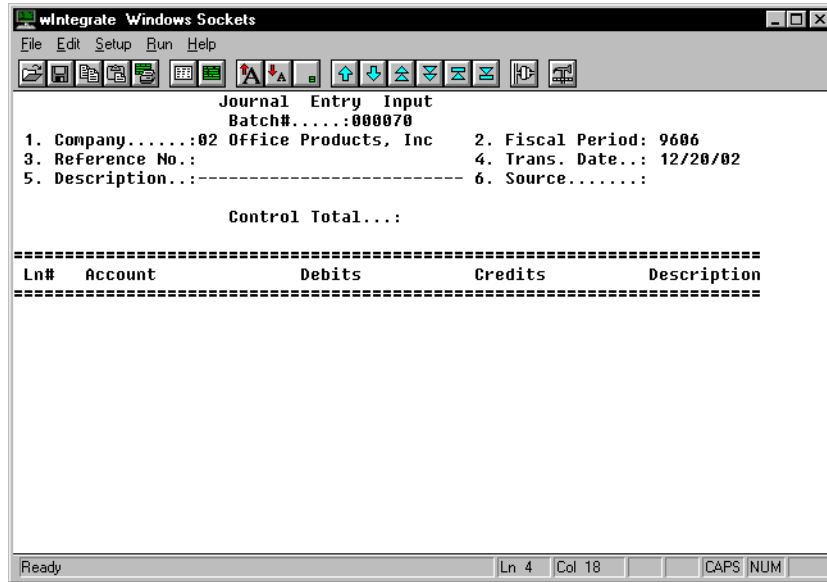 wIntegrate Windows Sockets
File Edit Setup Run Help
Journal Entry Input
Batch#.....:000070
1. Company......:02 Office Products, Inc 2. Fiscal Period: 9606
3. Reference No.: 4. Trans. Date..: 12/20/02
5. Description..:-------------------------- 6. Source.......:
Control Total...:
=========================================================================
Ln# Account Debits Credits Description
=========================================================================
Ready Ln 4 Col 18 CAPS NUM